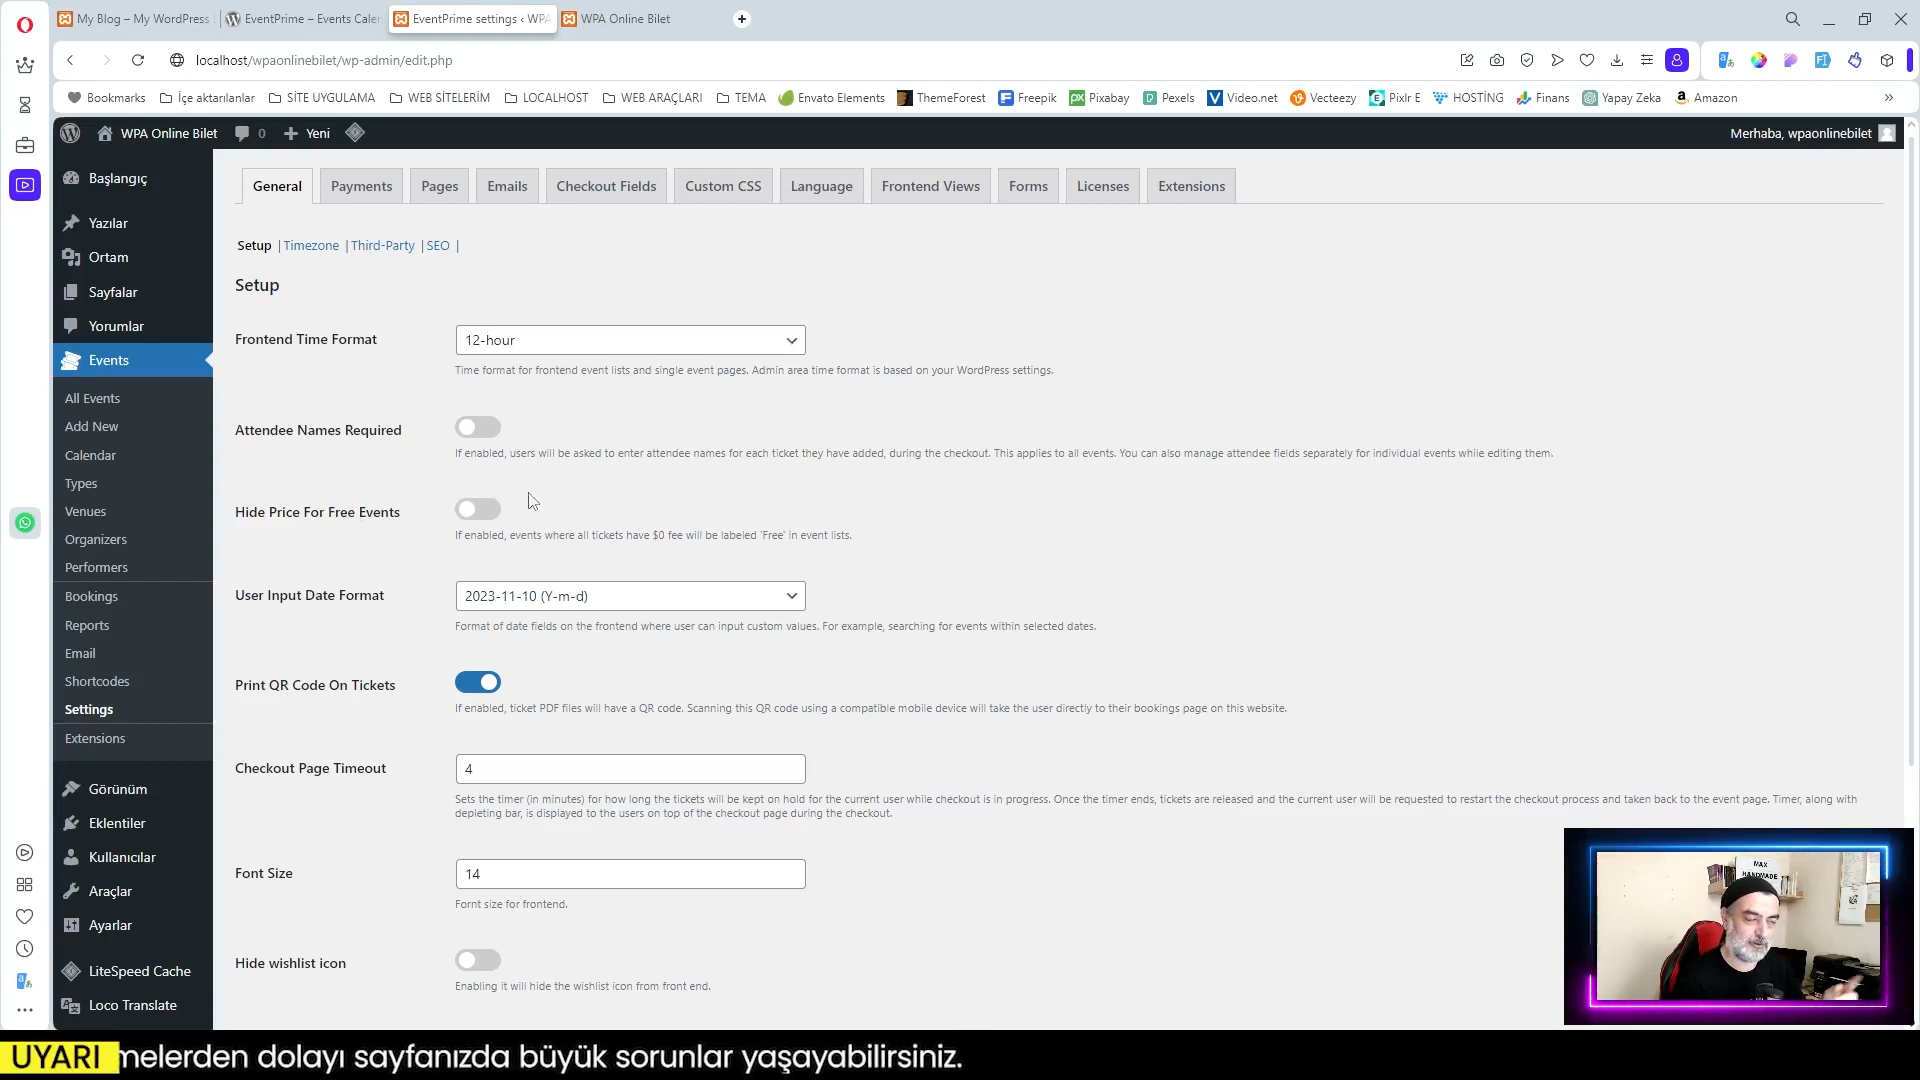 My Blog – My WordPress
EventPrime – Events Calen
EventPrime settings ‹ WPA
WPA Online Bilet
localhost/wpaonlinebilet/wp-admin/edit.php
Bookmarks
İçe aktarılanlar
SİTE UYGULAMA
WEB SİTELERİM
LOCALHOST
WEB ARAÇLARI
TEMA
Envato Elements
ThemeForest
Freepik
Pixabay
Pexels
Video.net
Vecteezy
Pixlr E
HOSTİNG
Finans
Yapay Zeka
Amazon
WPA Online Bilet
0
Yeni
Merhaba, wpaonlinebilet
Başlangıç
Yazılar
Ortam
Sayfalar
Yorumlar
Events
All Events
Add New
Calendar
Types
Venues
Organizers
Performers
Bookings
Reports
Email
Shortcodes
Settings
Extensions
Görünüm
Eklentiler
Kullanıcılar
Araçlar
Ayarlar
LiteSpeed Cache
Loco Translate
General
Payments
Pages
Emails
Checkout Fields
Custom CSS
Language
Frontend Views
Forms
Licenses
Extensions
Setup | Timezone | Third-Party | SEO |
Setup
Frontend Time Format
12-hour
Time format for frontend event lists and single event pages. Admin area time format is based on your WordPress settings.
Attendee Names Required
If enabled, users will be asked to enter attendee names for each ticket they have added, during the checkout. This applies to all events. You can also manage attendee fields separately for individual events while editing them.
Hide Price For Free Events
If enabled, events where all tickets have $0 fee will be labeled 'Free' in event lists.
User Input Date Format
2023-11-10 (Y-m-d)
Format of date fields on the frontend where user can input custom values. For example, searching for events within selected dates.
Print QR Code On Tickets
If enabled, ticket PDF files will have a QR code. Scanning this QR code using a compatible mobile device will take the user directly to their bookings page on this website.
Checkout Page Timeout
4
Sets the timer (in minutes) for how long the tickets will be kept on hold for the current user while checkout is in progress. Once the timer ends, tickets are released and the current user will be requested to restart the checkout process and taken back to the event page. Timer, along with
depleting bar, is displayed to the users on top of the checkout page during the checkout.
Font Size
14
Fornt size for frontend.
Hide wishlist icon
Enabling it will hide the wishlist icon from front end.
MAX
HANDMADE
UYARI
melerden dolayı sayfanızda büyük sorunlar yaşayabilirsiniz.